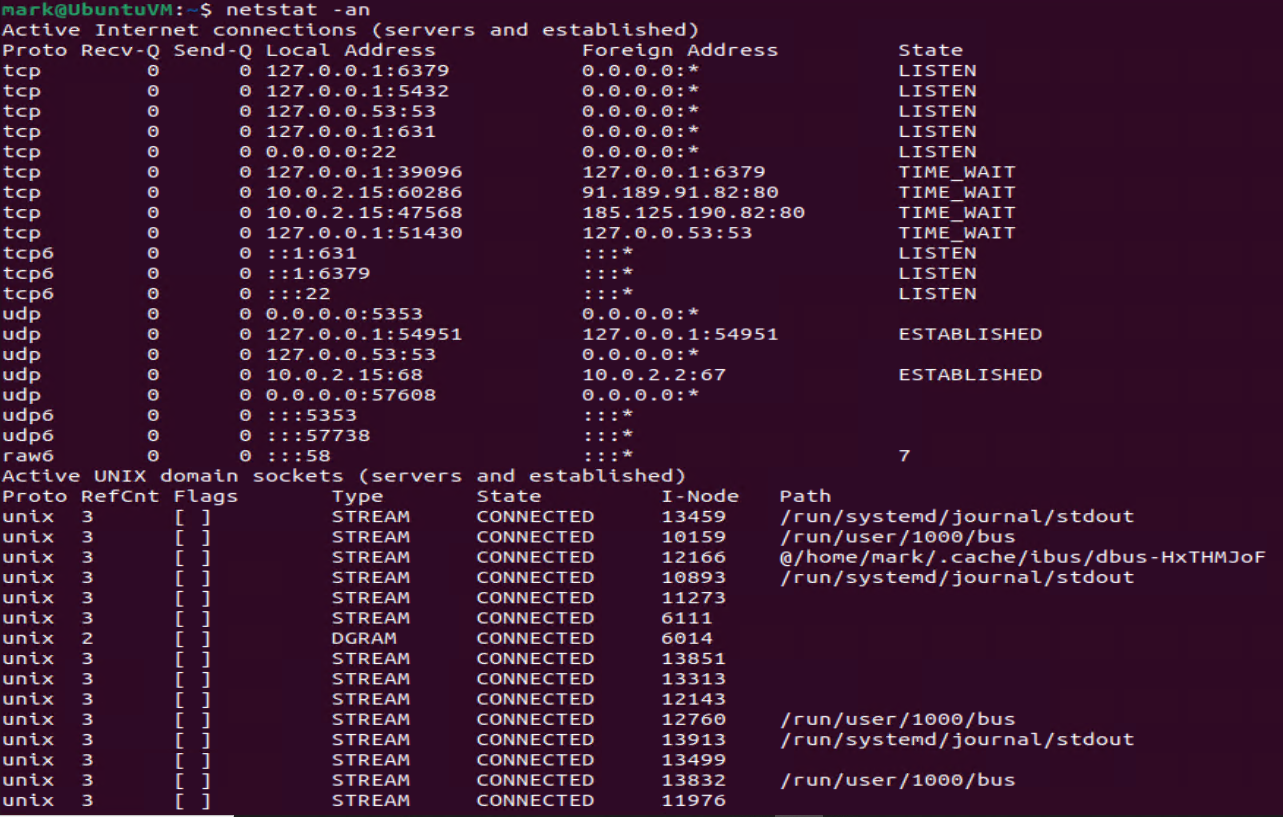 mark@UbuntuVM:~$ netstat -an
Active Internet connections (servers and established)
Proto Recv-Q Send-Q Local Address           Foreign Address         State
tcp        0      0 127.0.0.1:6379          0.0.0.0:*               LISTEN
tcp        0      0 127.0.0.1:5432          0.0.0.0:*               LISTEN
tcp        0      0 127.0.0.53:53           0.0.0.0:*               LISTEN
tcp        0      0 127.0.0.1:631           0.0.0.0:*               LISTEN
tcp        0      0 0.0.0.0:22              0.0.0.0:*               LISTEN
tcp        0      0 127.0.0.1:39096         127.0.0.1:6379          TIME_WAIT
tcp        0      0 10.0.2.15:60286         91.189.91.82:80         TIME_WAIT
tcp        0      0 10.0.2.15:47568         185.125.190.82:80       TIME_WAIT
tcp        0      0 127.0.0.1:51430         127.0.0.53:53           TIME_WAIT
tcp6       0      0 ::1:631                 :::*                    LISTEN
tcp6       0      0 ::1:6379                :::*                    LISTEN
tcp6       0      0 :::22                   :::*                    LISTEN
udp        0      0 0.0.0.0:5353            0.0.0.0:*
udp        0      0 127.0.0.1:54951         127.0.0.1:54951         ESTABLISHED
udp        0      0 127.0.0.53:53           0.0.0.0:*
udp        0      0 10.0.2.15:68            10.0.2.2:67             ESTABLISHED
udp        0      0 0.0.0.0:57608           0.0.0.0:*
udp6       0      0 :::5353                 :::*
udp6       0      0 :::57738                :::*
raw6       0      0 :::58                   :::*                    7
Active UNIX domain sockets (servers and established)
Proto RefCnt Flags       Type       State         I-Node   Path
unix  3      [ ]         STREAM     CONNECTED     13459    /run/systemd/journal/stdout
unix  3      [ ]         STREAM     CONNECTED     10159    /run/user/1000/bus
unix  3      [ ]         STREAM     CONNECTED     12166    @/home/mark/.cache/ibus/dbus-HxTHMJoF
unix  3      [ ]         STREAM     CONNECTED     10893    /run/systemd/journal/stdout
unix  3      [ ]         STREAM     CONNECTED     11273
unix  3      [ ]         STREAM     CONNECTED     6111
unix  2      [ ]         DGRAM      CONNECTED     6014
unix  3      [ ]         STREAM     CONNECTED     13851
unix  3      [ ]         STREAM     CONNECTED     13313
unix  3      [ ]         STREAM     CONNECTED     12143
unix  3      [ ]         STREAM     CONNECTED     12760    /run/user/1000/bus
unix  3      [ ]         STREAM     CONNECTED     13913    /run/systemd/journal/stdout
unix  3      [ ]         STREAM     CONNECTED     13499
unix  3      [ ]         STREAM     CONNECTED     13832    /run/user/1000/bus
unix  3      [ ]         STREAM     CONNECTED     11976